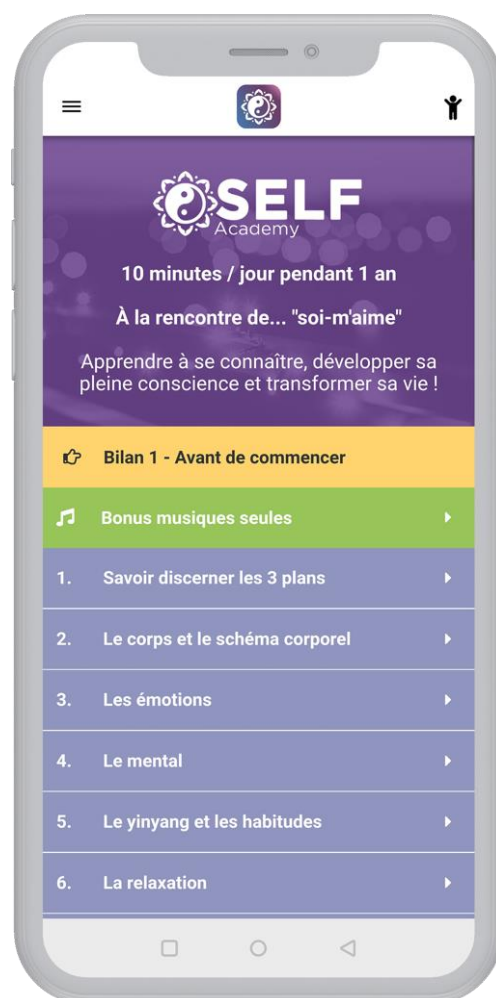 SELF
Academy
10 minutes / jour pendant 1 an
À la rencontre de... "soi-m'aime"
Apprendre à se connaître, développer sa
pleine conscience et transformer sa vie !
Bilan 1 - Avant de commencer
Bonus musiques seules
1. Savoir discerner les 3 plans
2. Le corps et le schéma corporel
3. Les émotions
4. Le mental
5. Le yinyang et les habitudes
6. La relaxation